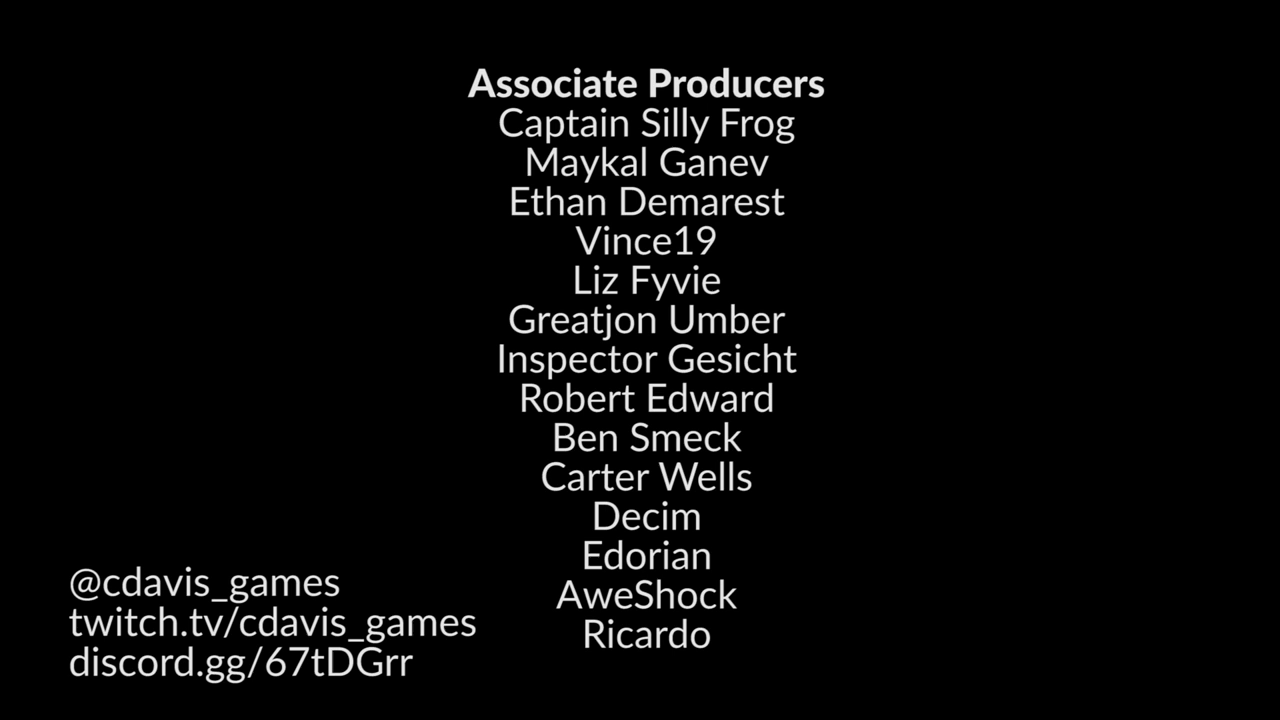 Associate Producers
Captain Silly Frog
Maykal Ganev
Ethan Demarest
Vince19
Liz Fyvie
Greatjon Umber
Inspector Gesicht
Robert Edward
Ben Smeck
Carter Wells
Decim
Edorian
AweShock
Ricardo
@cdavis_games
twitch.tv/cdavis_games
discord.gg/67tDGrr